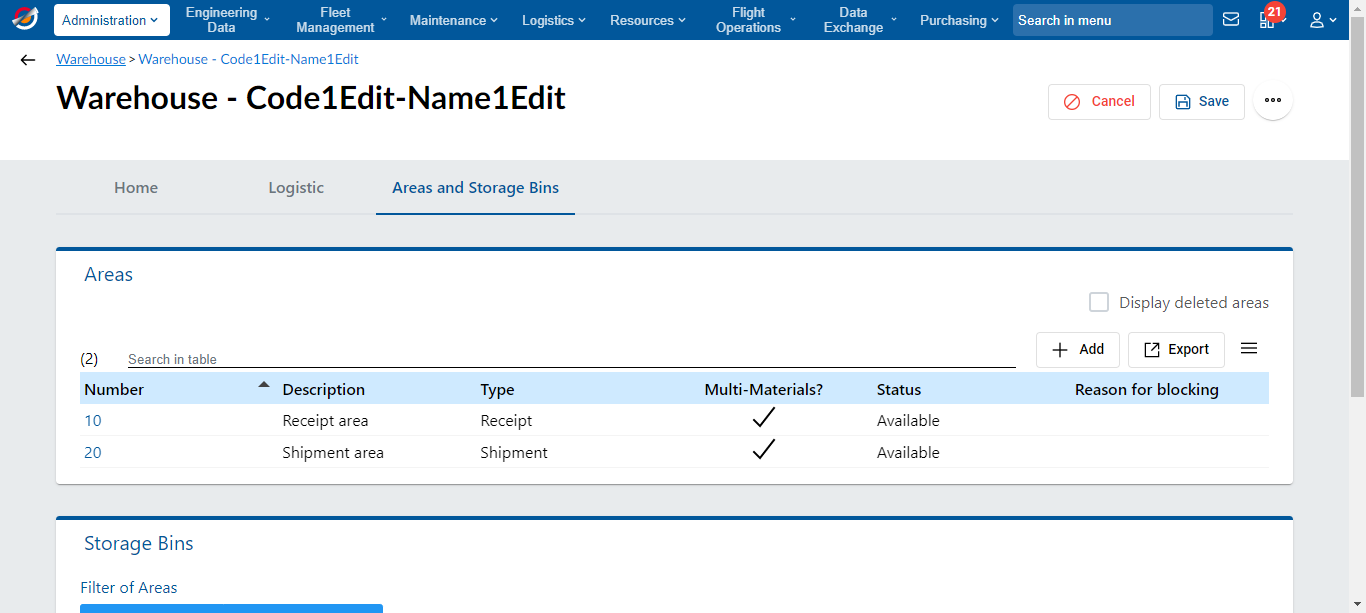 Administration
Engineering Data
Fleet Management
Maintenance
Logistics
Resources
Flight Operations
Data Exchange
Purchasing
Search in menu
21
Warehouse > Warehouse - Code1Edit-Name1Edit
Warehouse - Code1Edit-Name1Edit
Cancel
Save
Home
Logistic
Areas and Storage Bins
Areas
Display deleted areas
(2)
Search in table
Add
Export
Number Description Type Multi-Materials? Status Reason for blocking
10 Receipt area Receipt Available
20 Shipment area Shipment Available
Storage Bins
Filter of Areas